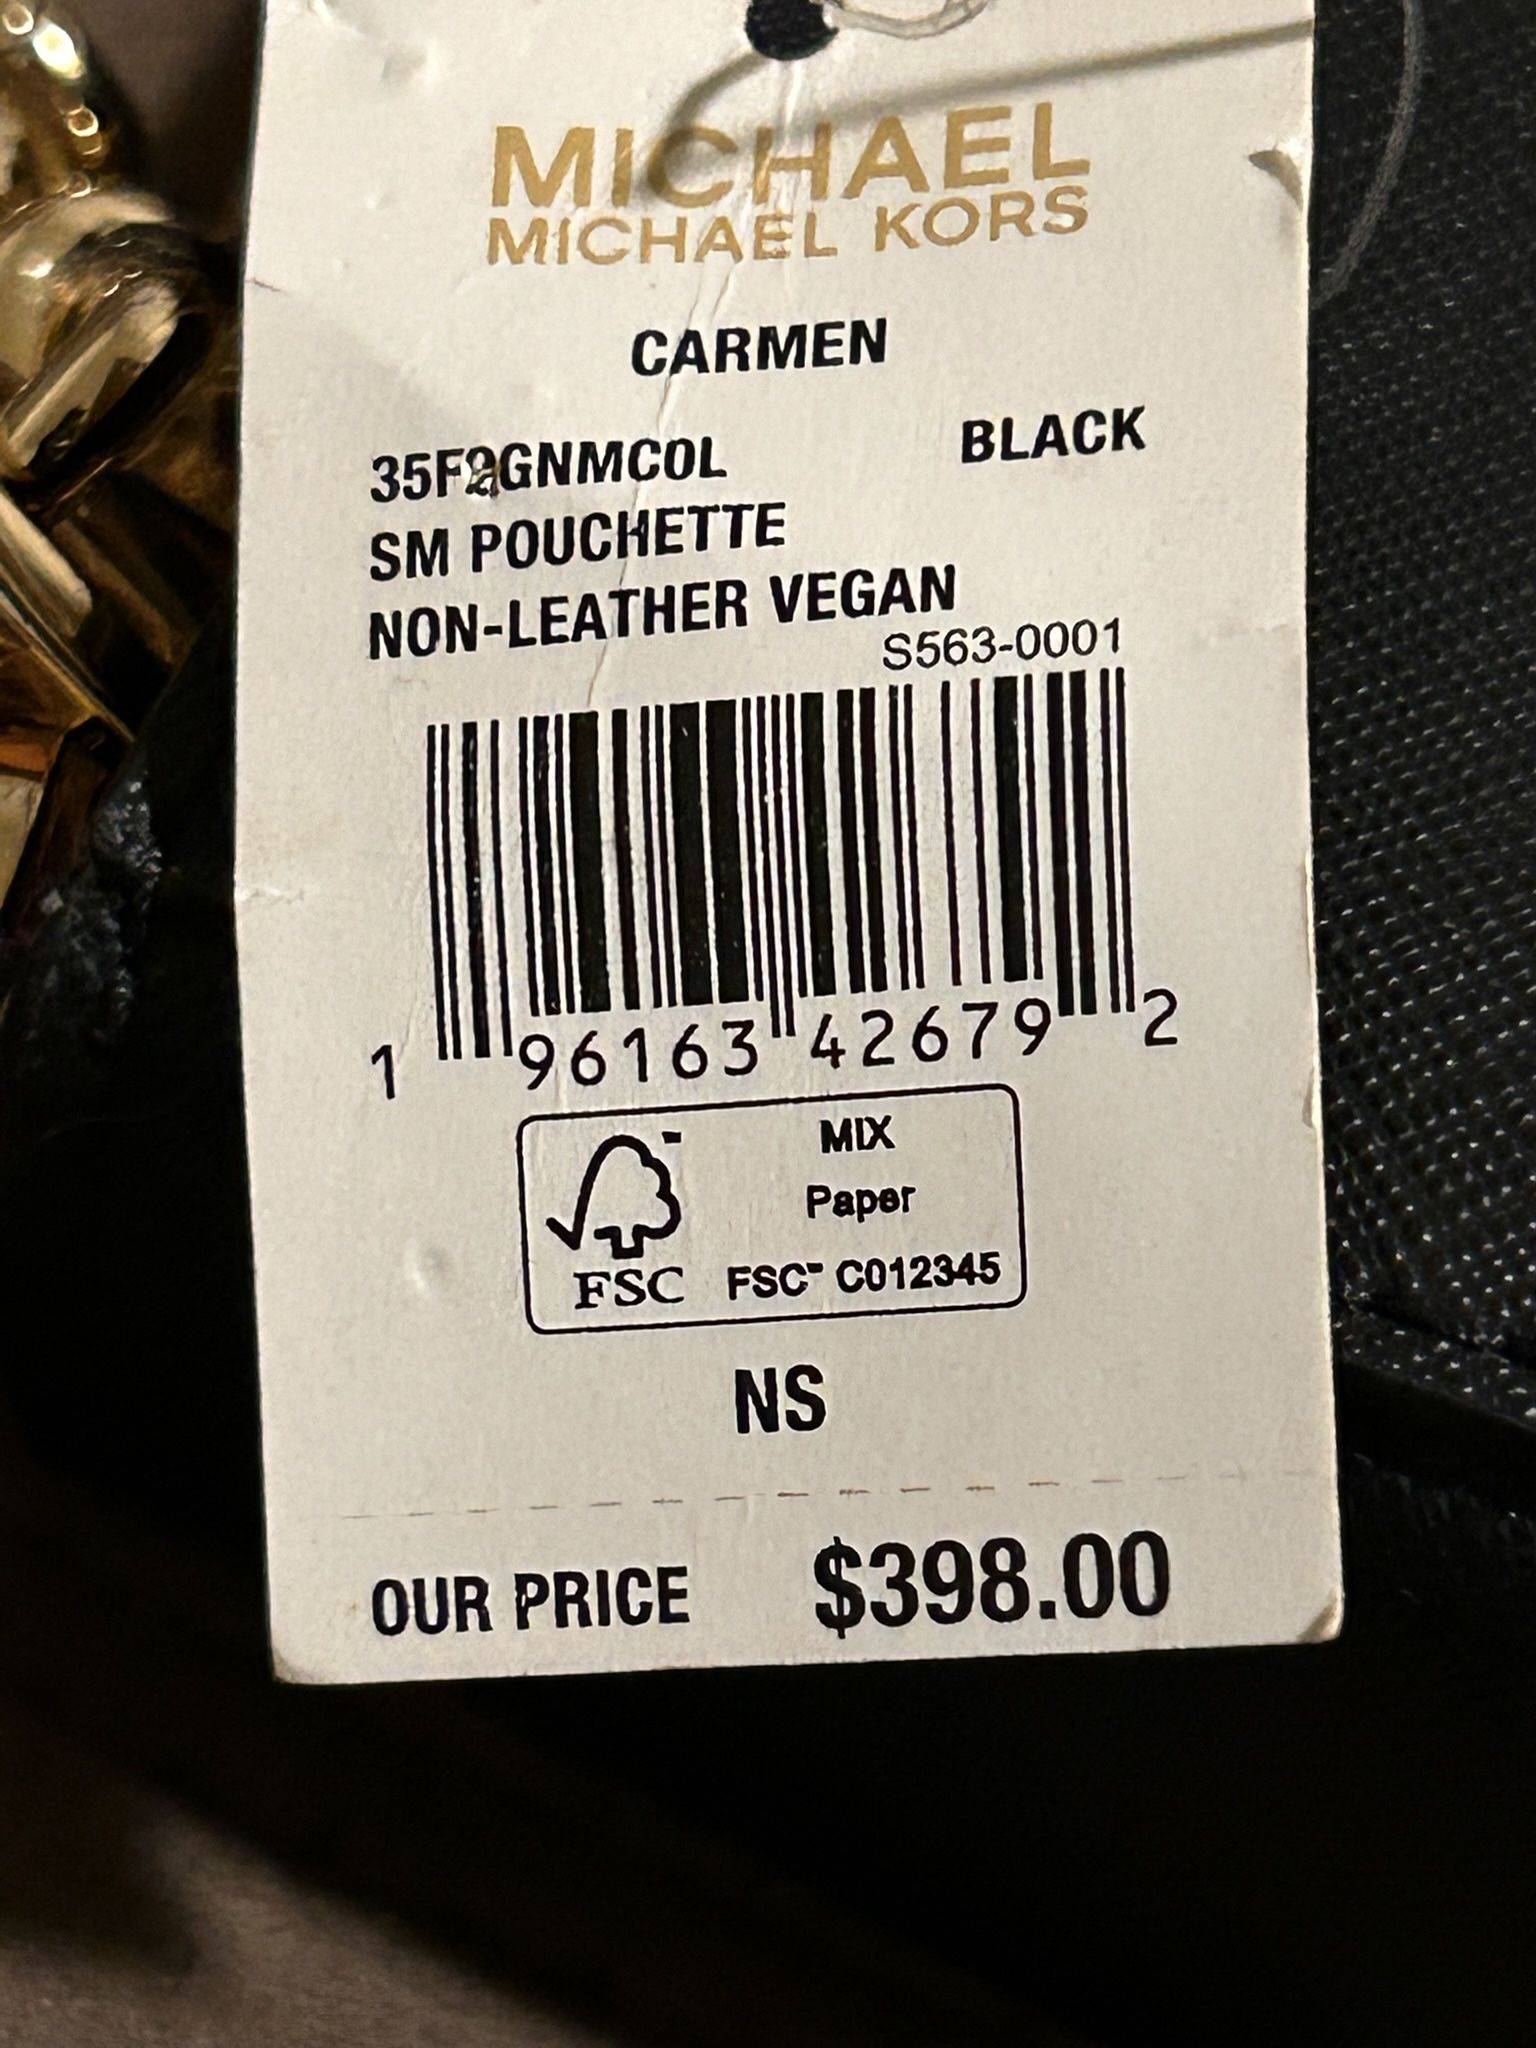 MICHAEL
MICHAEL KORS
CARMEN
35F2GNMC0L BLACK
SM POUCHETTE
NON-LEATHER VEGAN
S563-0001
1 96163 42679 2
MIX
Paper
FSC FSC™ C012345
NS
OUR PRICE $398.00